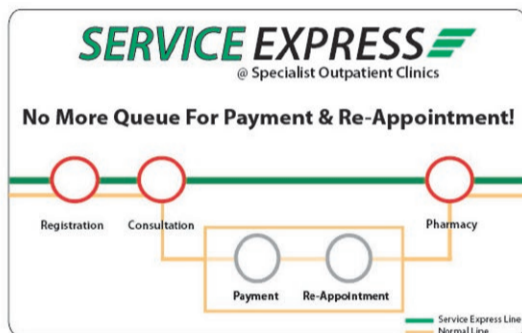 SERVICE EXPRESS
@ Specialist Outpatient Clinics
No More Queue For Payment & Re-Appointment!
Registration Consultation Pharmacy
Payment Re-Appointment
Service Express Line
Normal Line